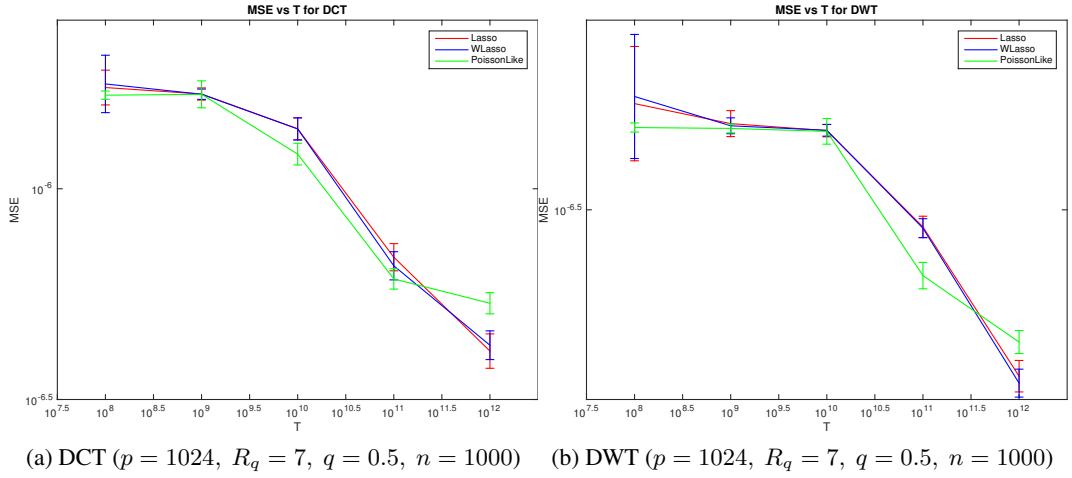 MSE vs T for DCT
Lasso
WLasso
PoissonLike
MSE
10^-6
10^-6.5
10^7.5 10^8 10^8.5 10^9 10^9.5 10^10 10^10.5 10^11 10^11.5 10^12
T
(a) DCT (p = 1024, R_q = 7, q = 0.5, n = 1000)
MSE vs T for DWT
Lasso
WLasso
PoissonLike
MSE
10^-6.5
10^7.5 10^8 10^8.5 10^9 10^9.5 10^10 10^10.5 10^11 10^11.5 10^12
T
(b) DWT (p = 1024, R_q = 7, q = 0.5, n = 1000)